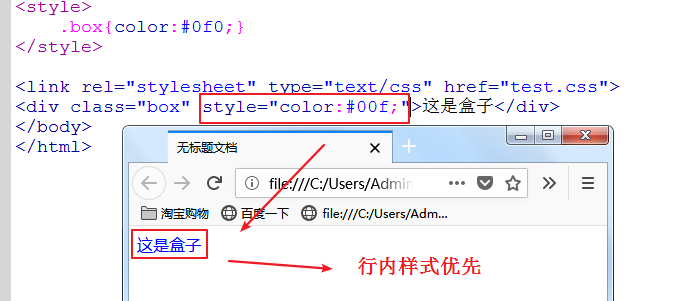 <style>
.box{color:#0f0;}
</style>
<link rel="stylesheet" type="text/css" href="test.css">
<div class="box" style="color:#00f;">这是盒子</div>
</body>
</html>
无标题文档
file:///C:/Users/Admin
淘宝购物 百度一下 file:///C:/Users/Adm...
这是盒子
行内样式优先